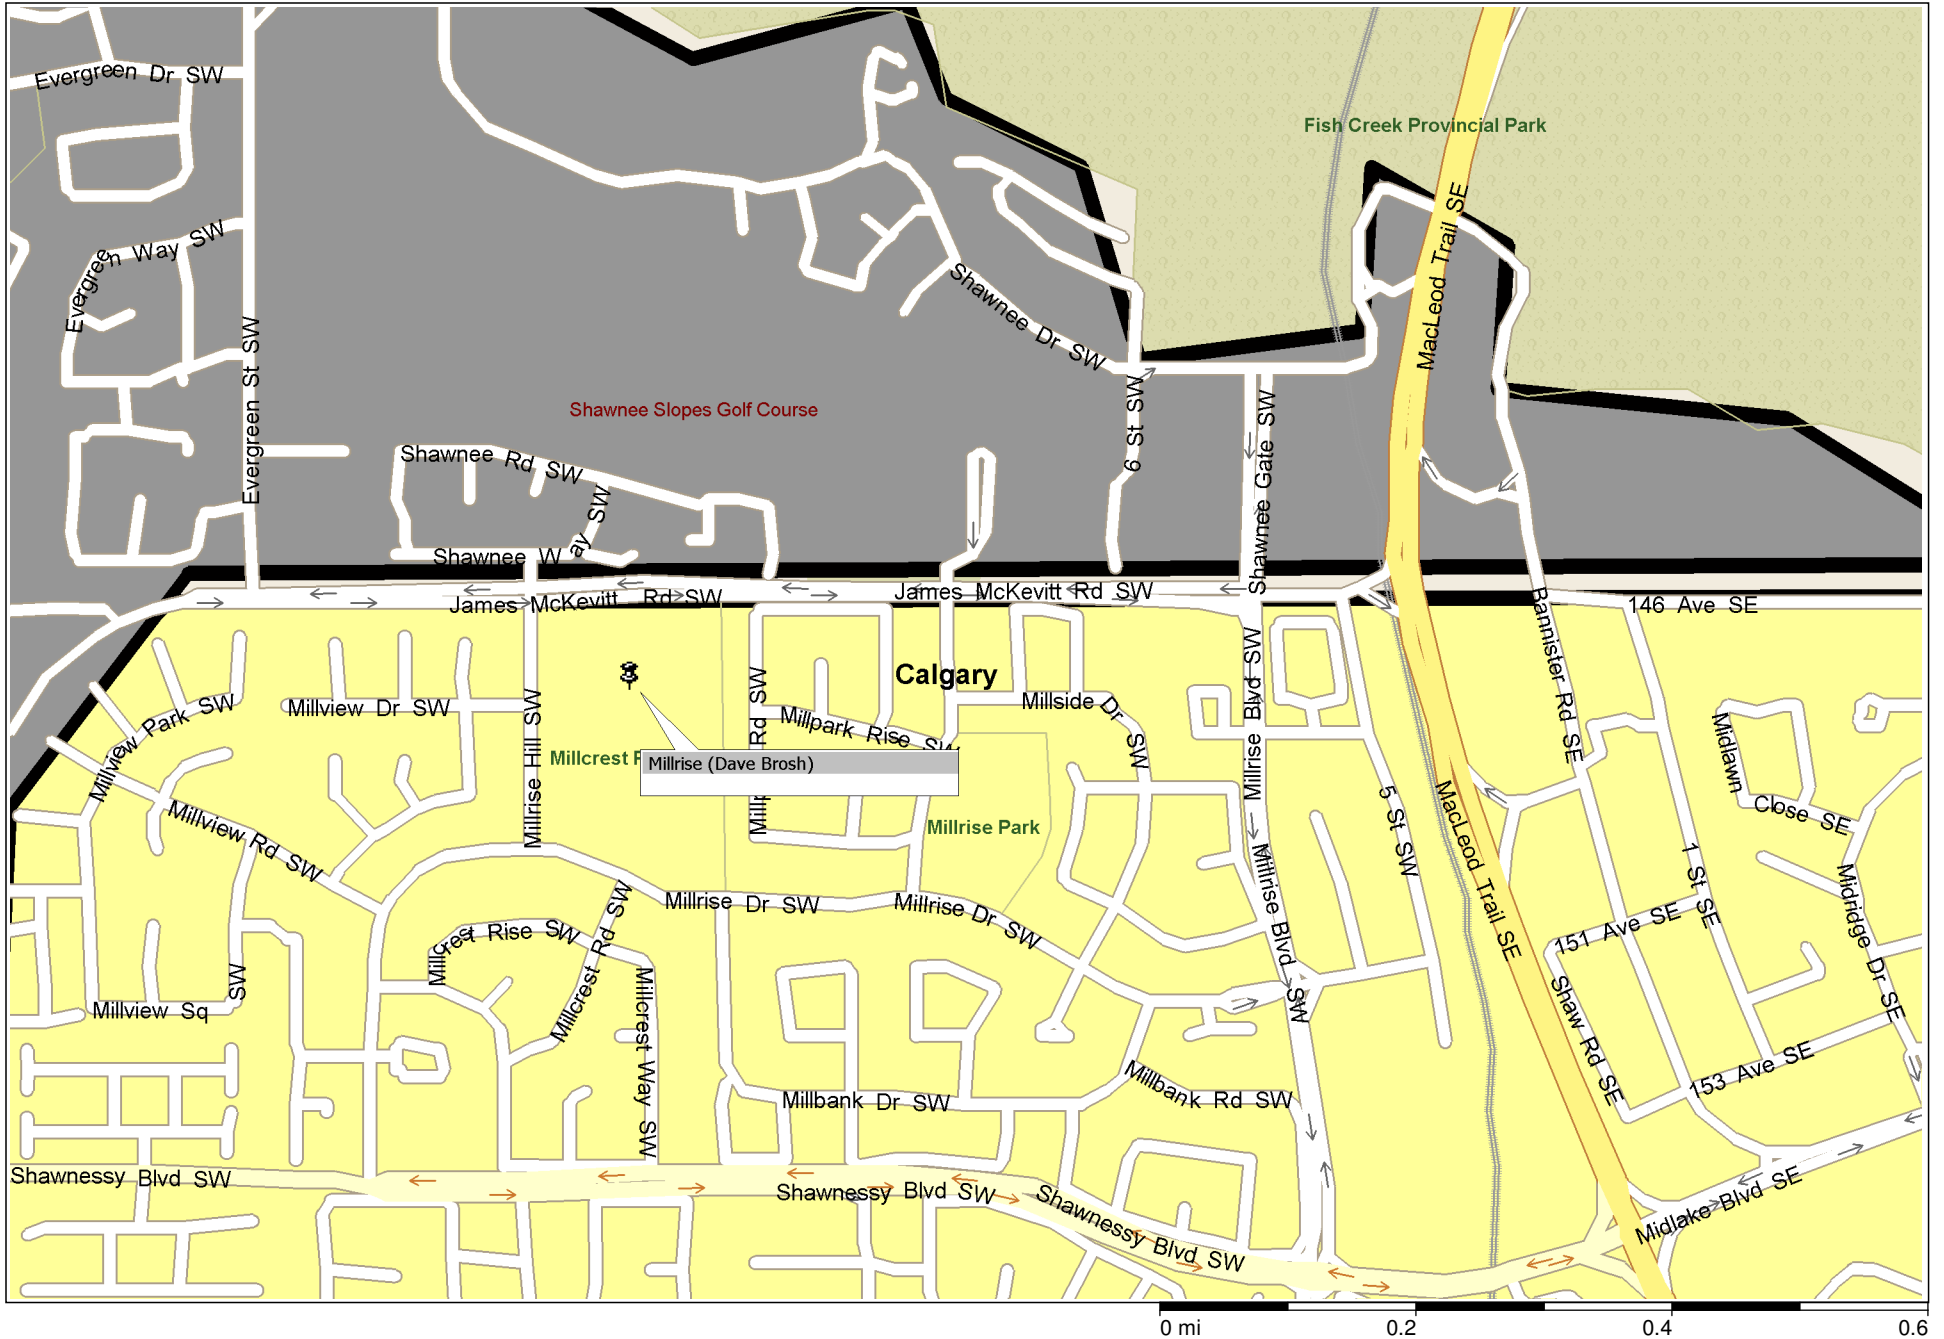 Evergreen Dr SW
Fish Creek Provincial Park
Evergreen Way SW
MacLeod Trail SE
Shawnee Dr SW
Evergreen St SW
6 St SW
Shawnee Gate SW
Shawnee Slopes Golf Course
Shawnee Rd SW
Shawnee Way SW
James McKevitt Rd SW
James McKevitt Rd SW
146 Ave SE
Bannister Rd SE
Calgary
Millview Park SW
Millview Dr SW
Millrise Hill SW
Millrise Blvd SW
Millside Dr SW
Millpark Rise SW
Rd SW
Millcrest
Millrise (Dave Brosh)
Midlawn Close SE
5 St SW
MacLeod Trail SE
Millview Rd SW
Millrise Park
1 St SE
Midridge Dr SE
Millrise Blvd SW
Millrise Dr SW
Millrise Dr SW
Millcrest Rise SW
Millcrest Rd SW
Millcrest Way SW
151 Ave SE
Shaw Rd SE
Millview Sq SW
153 Ave SE
Millbank Dr SW
Millbank Rd SW
Shawnessy Blvd SW
Shawnessy Blvd SW
Shawnessy Blvd SW
Midlake Blvd SE
0 mi 0.2 0.4 0.6